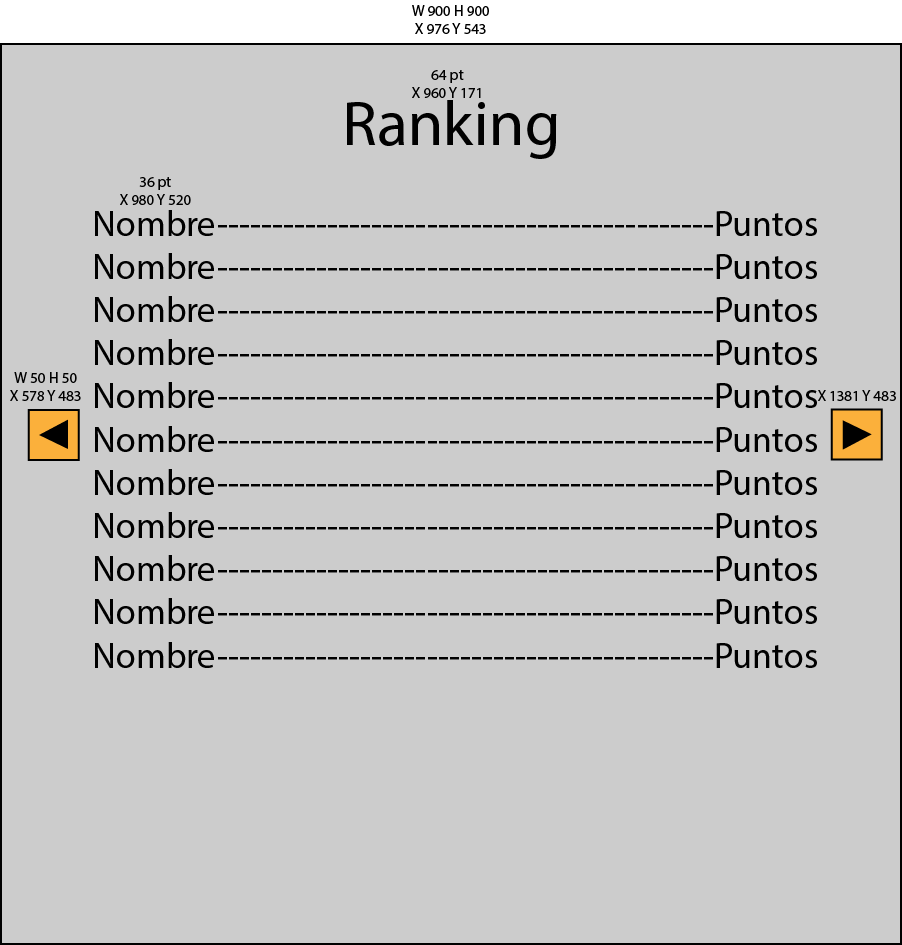 W 900 H 900
X 976 Y 543
64 pt
X 960 Y 171
Ranking
36 pt
X 980 Y 520
Nombre----------------------------------------------Puntos
Nombre----------------------------------------------Puntos
Nombre----------------------------------------------Puntos
Nombre----------------------------------------------Puntos
W 50 H 50
X 578 Y 483
Nombre----------------------------------------------Puntos
X 1381 Y 483
Nombre----------------------------------------------Puntos
Nombre----------------------------------------------Puntos
Nombre----------------------------------------------Puntos
Nombre----------------------------------------------Puntos
Nombre----------------------------------------------Puntos
Nombre----------------------------------------------Puntos